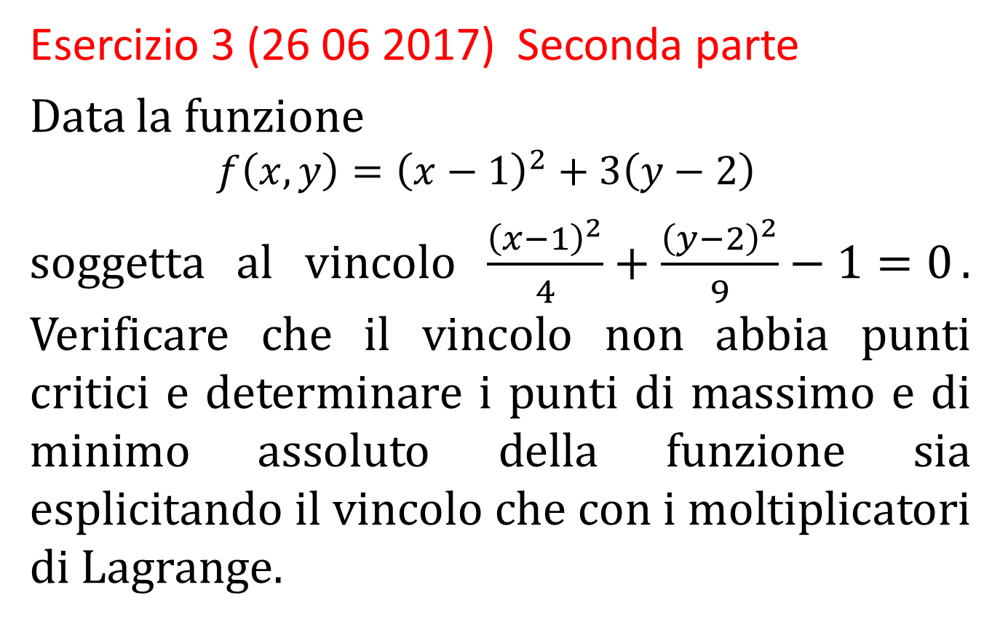 Esercizio 3 (26 06 2017) Seconda parte
Data la funzione
f(x, y) = (x − 1)² + 3(y − 2)
soggetta al vincolo (x−1)²/4 + (y−2)²/9 − 1 = 0 .
Verificare che il vincolo non abbia punti
critici e determinare i punti di massimo e di
minimo assoluto della funzione sia
esplicitando il vincolo che con i moltiplicatori
di Lagrange.